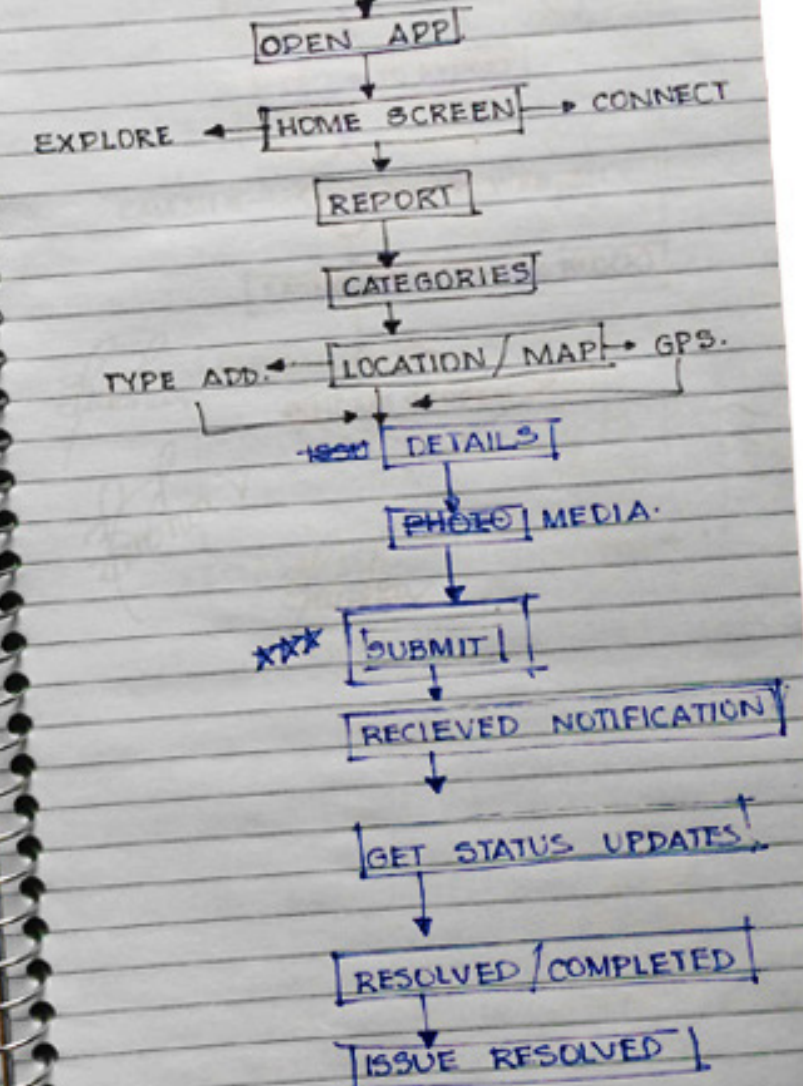 OPEN APP
EXPLORE HOME SCREEN CONNECT
REPORT
CATEGORIES
TYPE ADD. LOCATION / MAP GPS.
DETAILS
PHOTO MEDIA.
SUBMIT
RECIEVED NOTIFICATION
GET STATUS UPDATES
RESOLVED / COMPLETED
ISSUE RESOLVED